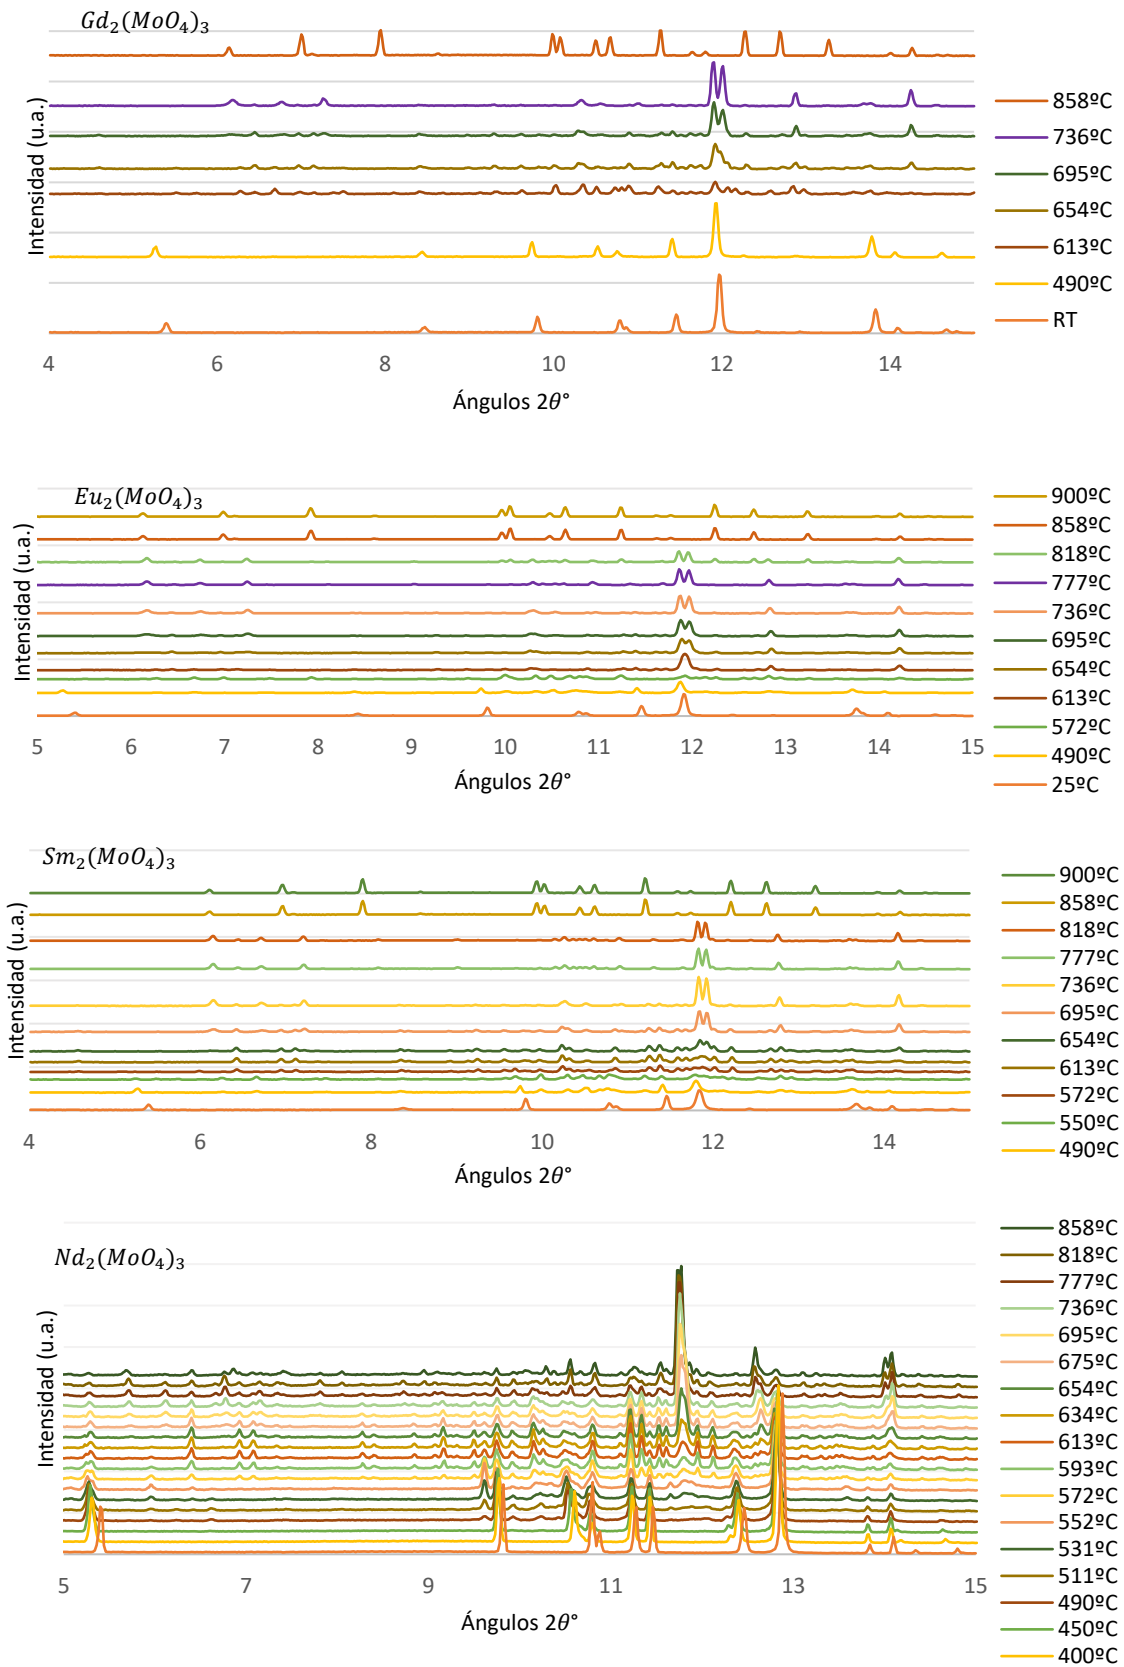 Gd₂(MoO₄)₃
Intensidad (u.a.)
858ºC
736ºC
695ºC
654ºC
613ºC
490ºC
RT
4 6 8 10 12 14
Ángulos 2θ°
Eu₂(MoO₄)₃
Intensidad (u.a.)
900ºC
858ºC
818ºC
777ºC
736ºC
695ºC
654ºC
613ºC
572ºC
490ºC
25ºC
5 6 7 8 9 10 11 12 13 14 15
Ángulos 2θ°
Sm₂(MoO₄)₃
Intensidad (u.a.)
900ºC
858ºC
818ºC
777ºC
736ºC
695ºC
654ºC
613ºC
572ºC
550ºC
490ºC
4 6 8 10 12 14
Ángulos 2θ°
Nd₂(MoO₄)₃
Intensidad (u.a.)
858ºC
818ºC
777ºC
736ºC
695ºC
675ºC
654ºC
634ºC
613ºC
593ºC
572ºC
552ºC
531ºC
511ºC
490ºC
450ºC
400ºC
5 7 9 11 13 15
Ángulos 2θ°